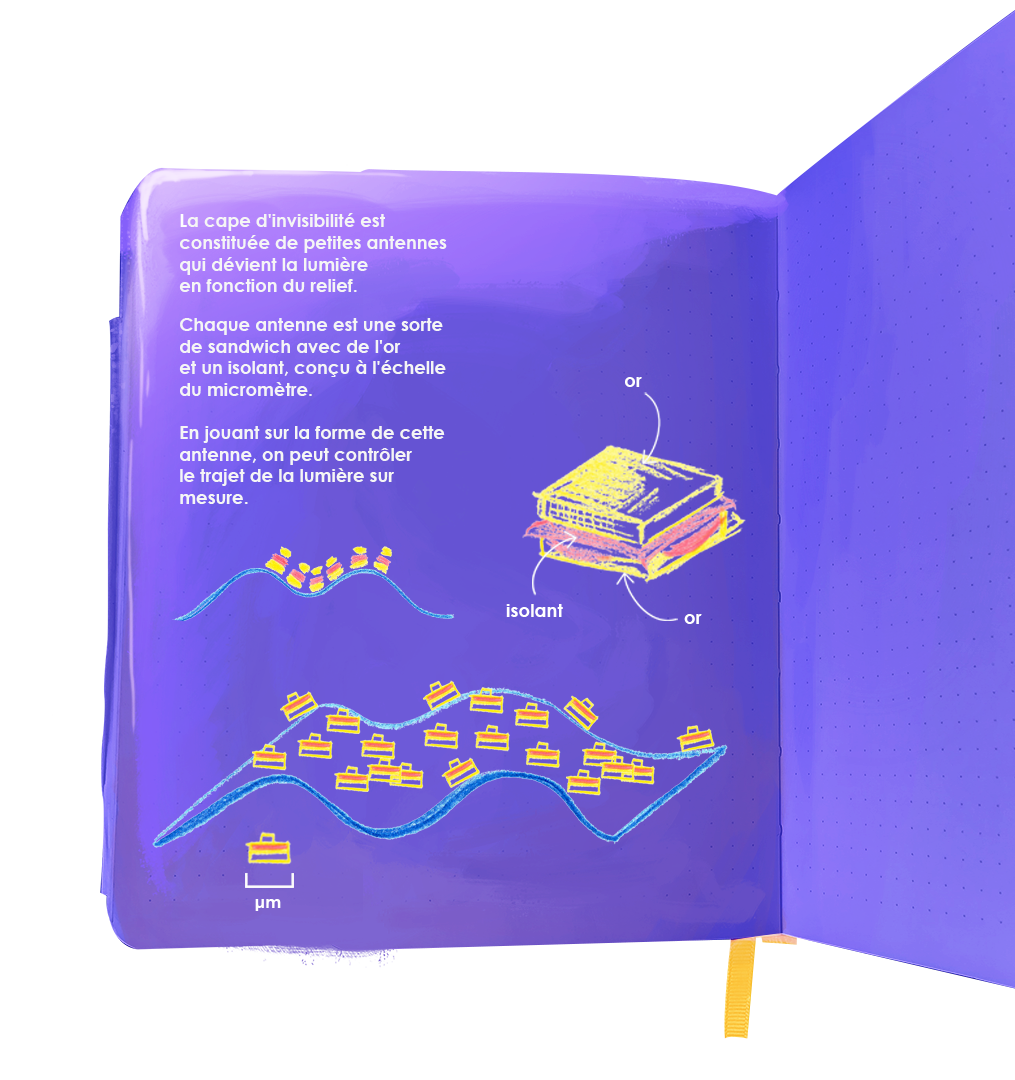 La cape d'invisibilité est
constituée de petites antennes
qui dévient la lumière
en fonction du relief.
Chaque antenne est une sorte
de sandwich avec de l'or
et un isolant, conçu à l'échelle
du micromètre.
En jouant sur la forme de cette
antenne, on peut contrôler
le trajet de la lumière sur
mesure.
or
isolant
or
µm